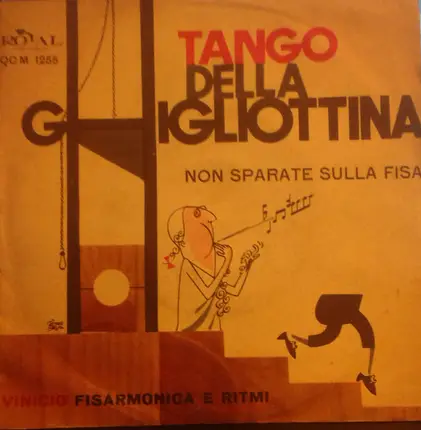 ROYAL
QCM 1255
TANGO
DELLA
GHIGLIOTTINA
NON SPARATE SULLA FISA
VINICIO FISARMONICA E RITMI